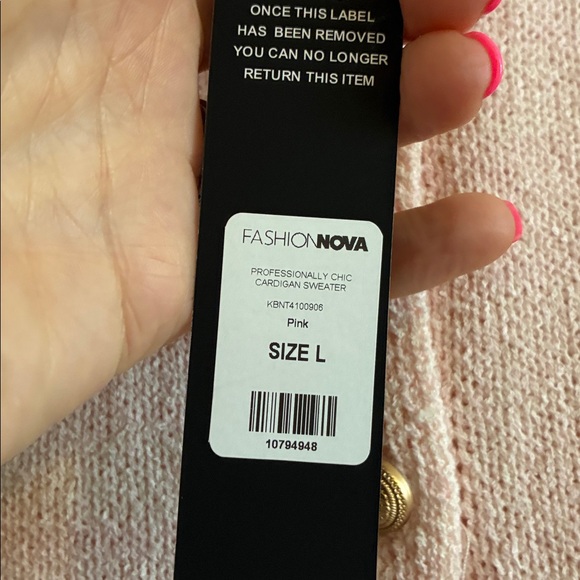 ONCE THIS LABEL
HAS BEEN REMOVED
YOU CAN NO LONGER
RETURN THIS ITEM
FASHIONNOVA
PROFESSIONALLY CHIC
CARDIGAN SWEATER
KBNT4100906
Pink
SIZE L
10794948